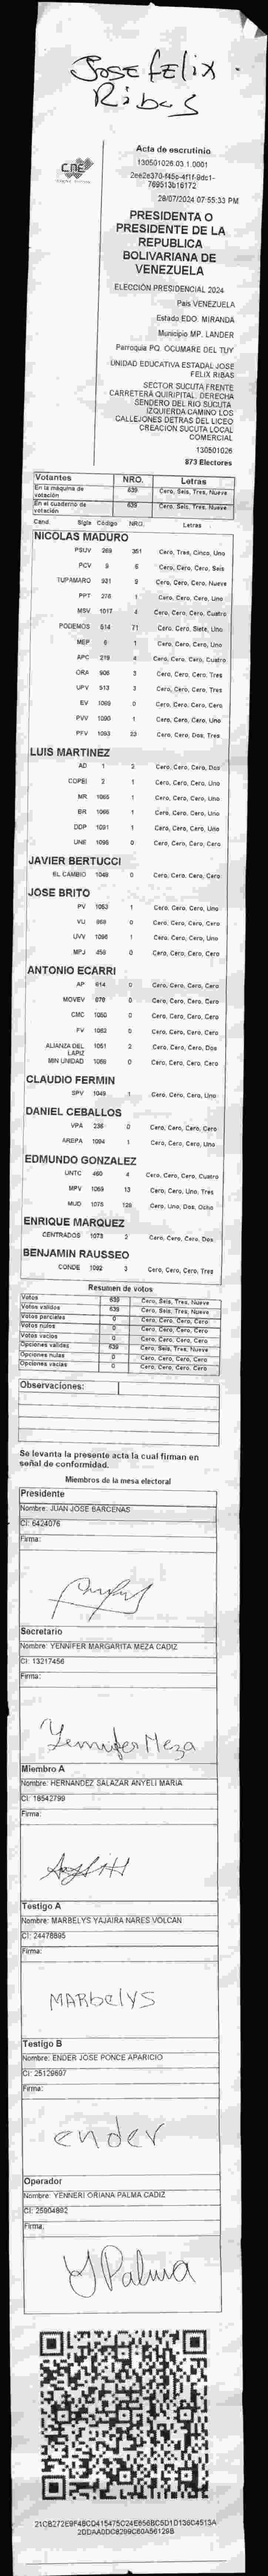 Jose felix
Ribas
CNE
Acta de escrutinio
130501026.03.1.0001
28/07/2024 07:55:33 PM
PRESIDENTA O
PRESIDENTE DE LA
REPUBLICA
BOLIVARIANA DE
VENEZUELA
ELECCIÓN PRESIDENCIAL 2024
País VENEZUELA
Estado EDO. MIRANDA
Municipio MP. LANDER
Parroquia PQ. OCUMARE DEL TUY
UNIDAD EDUCATIVA ESTADAL JOSE
FELIX RIBAS
SECTOR SUCUTA FRENTE
CARRETERA QUIRIPITAL. DERECHA
SENDERO DEL RIO SUCUTA.
IZQUIERDA CAMINO LOS
CALLEJONES DETRAS DEL LICEO
CREACION SUCUTA LOCAL
COMERCIAL
130501026
873 Electores
Votantes NRO. Letras
En la máquina de votación 639 Cero, Seis, Tres, Nueve
En el cuaderno de votación 639 Cero, Seis, Tres, Nueve
Cand. Sigla Código NRO. Letras
NICOLAS MADURO
PSUV 269 351 Cero, Tres, Cinco, Uno
PCV 9 6 Cero, Cero, Cero, Seis
TUPAMARO 921 9 Cero, Cero, Cero, Nueve
PPT 276 1 Cero, Cero, Cero, Uno
MSV 1017 4 Cero, Cero, Cero, Cuatro
PODEMOS 514 71 Cero, Cero, Siete, Uno
MEP 6 1 Cero, Cero, Cero, Uno
APC 219 4 Cero, Cero, Cero, Cuatro
ORA 906 3 Cero, Cero, Cero, Tres
UPV 513 3 Cero, Cero, Cero, Tres
EV 1069 0 Cero, Cero, Cero, Cero
PVV 1090 1 Cero, Cero, Cero, Uno
PFV 1093 23 Cero, Cero, Dos, Tres
LUIS MARTINEZ
AD 1 2 Cero, Cero, Cero, Dos
COPEI 2 1 Cero, Cero, Cero, Uno
MR 1065 1 Cero, Cero, Cero, Uno
BR 1066 1 Cero, Cero, Cero, Uno
DDP 1091 1 Cero, Cero, Cero, Uno
UNE 1096 0 Cero, Cero, Cero, Cero
JAVIER BERTUCCI
EL CAMBIO 1048 0 Cero, Cero, Cero, Cero
JOSE BRITO
PV 1053 1 Cero, Cero, Cero, Uno
VU 868 0 Cero, Cero, Cero, Cero
UVV 1086 1 Cero, Cero, Cero, Uno
MPJ 458 0 Cero, Cero, Cero, Cero
ANTONIO ECARRI
AP 614 0 Cero, Cero, Cero, Cero
MOVEV 979 0 Cero, Cero, Cero, Cero
CMC 1050 0 Cero, Cero, Cero, Cero
FV 1052 0 Cero, Cero, Cero, Cero
ALIANZA DEL LAPIZ 1051 2 Cero, Cero, Cero, Dos
MIN UNIDAD 1086 0 Cero, Cero, Cero, Cero
CLAUDIO FERMIN
SPV 1049 1 Cero, Cero, Cero, Uno
DANIEL CEBALLOS
VPA 238 0 Cero, Cero, Cero, Cero
AREPA 1094 1 Cero, Cero, Cero, Uno
EDMUNDO GONZALEZ
UNTC 460 4 Cero, Cero, Cero, Cuatro
MPV 1069 13 Cero, Cero, Uno, Tres
MUD 1075 128 Cero, Uno, Dos, Ocho
ENRIQUE MARQUEZ
CENTRADOS 1073 2 Cero, Cero, Cero, Dos
BENJAMIN RAUSSEO
CONDE 1092 3 Cero, Cero, Cero, Tres
Resumen de votos
Votos 639 Cero, Seis, Tres, Nueve
Votos validos 639 Cero, Seis, Tres, Nueve
Votos parciales 0 Cero, Cero, Cero, Cero
Votos nulos 0 Cero, Cero, Cero, Cero
Votos vacios 0 Cero, Cero, Cero, Cero
Opciones validas 639 Cero, Seis, Tres, Nueve
Opciones nulas 0 Cero, Cero, Cero, Cero
Opciones vacias 0 Cero, Cero, Cero, Cero
Observaciones:
Se levanta la presente acta la cual firman en
señal de conformidad.
Miembros de la mesa electoral
Presidente
Nombre: JUAN JOSE BARCENAS
CI: 6424076
Firma:
Secretario
Nombre: YENNIFER MARGARITA MEZA CADIZ
CI: 13217456
Firma:
Yennifer Meza
Miembro A
Nombre: HERNANDEZ SALAZAR ANYELI MARIA
CI: 18542799
Firma:
Testigo A
Nombre: MARBELYS YAJAIRA NARES VOLCAN
CI: 24478895
Firma:
MARbelYS
Testigo B
Nombre: ENDER JOSE PONCE APARICIO
CI: 25129697
Firma:
ender
Operador
Nombre: YENNERI ORIANA PALMA CADIZ
CI: 25904892
Firma:
YPalma